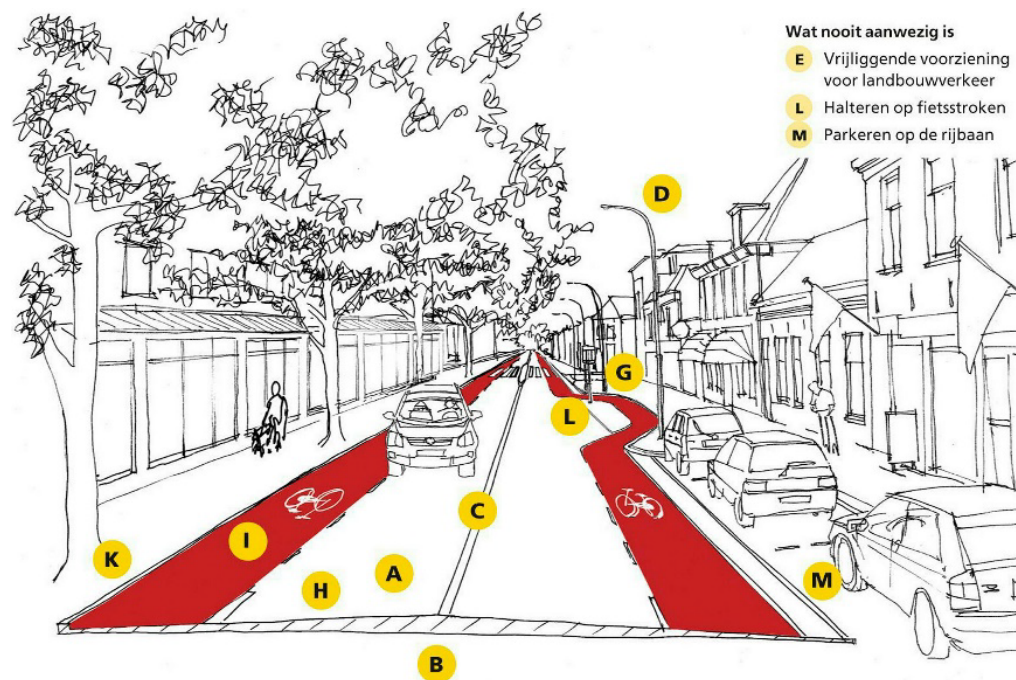 Wat nooit aanwezig is
E Vrijliggende voorziening
voor landbouwverkeer
L Halteren op fietsstroken
M Parkeren op de rijbaan
D
G
L
C
I
K
A
H
M
B